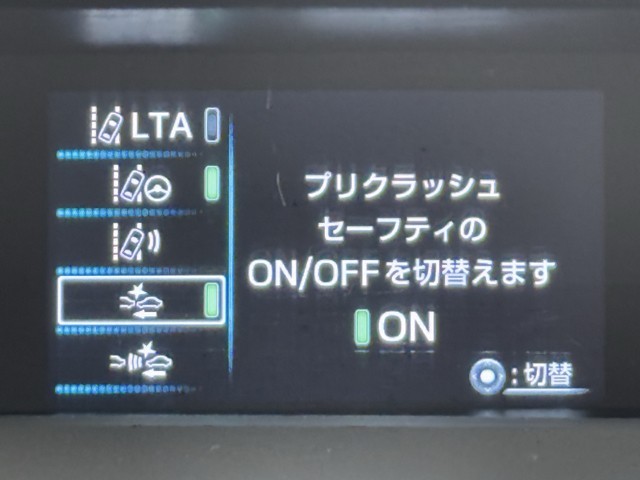 LTA
プリクラッシュ
セーフティの
ON/OFFを切替えます
ON
:切替